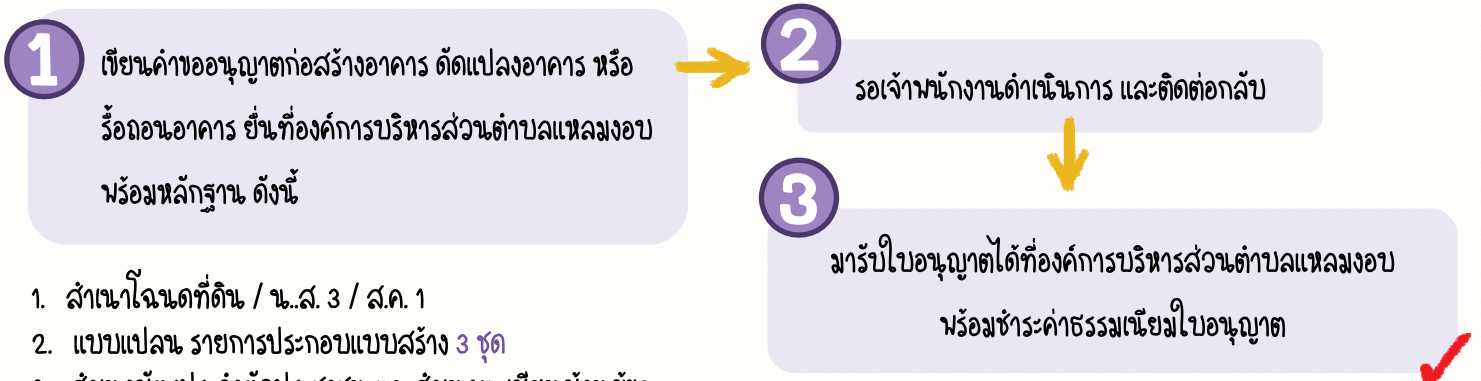 1
เขียนคำขออนุญาตก่อสร้างอาคาร ดัดแปลงอาคาร หรือ
รื้อถอนอาคาร ยื่นที่องค์การบริหารส่วนตำบลแหลมงอบ
พร้อมหลักฐาน ดังนี้
1. สำเนาโฉนดที่ดิน / น..ส. 3 / ส.ค. 1
2. แบบแปลน รายการประกอบแบบสร้าง 3 ชุด
2
รอเจ้าพนักงานดำเนินการ และติดต่อกลับ
3
มารับใบอนุญาตได้ที่องค์การบริหารส่วนตำบลแหลมงอบ
พร้อมชำระค่าธรรมเนียมใบอนุญาต